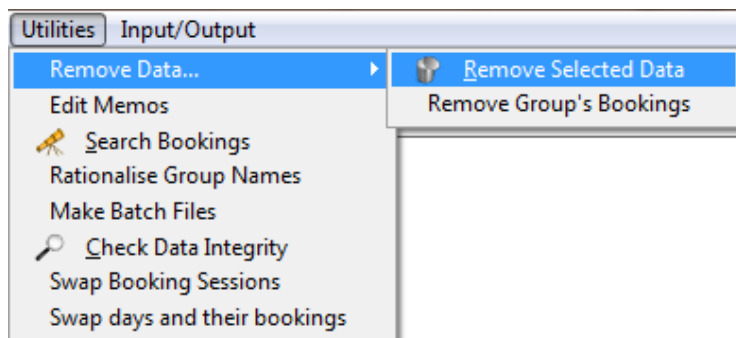 Utilities Input/Output
Remove Data...
Remove Selected Data
Edit Memos
Remove Group's Bookings
Search Bookings
Rationalise Group Names
Make Batch Files
Check Data Integrity
Swap Booking Sessions
Swap days and their bookings